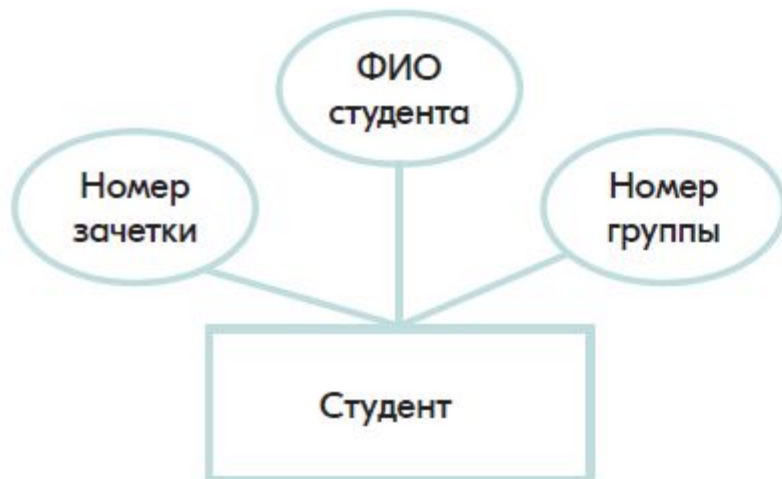 ФИО
студента
Номер
зачетки
Номер
группы
Студент